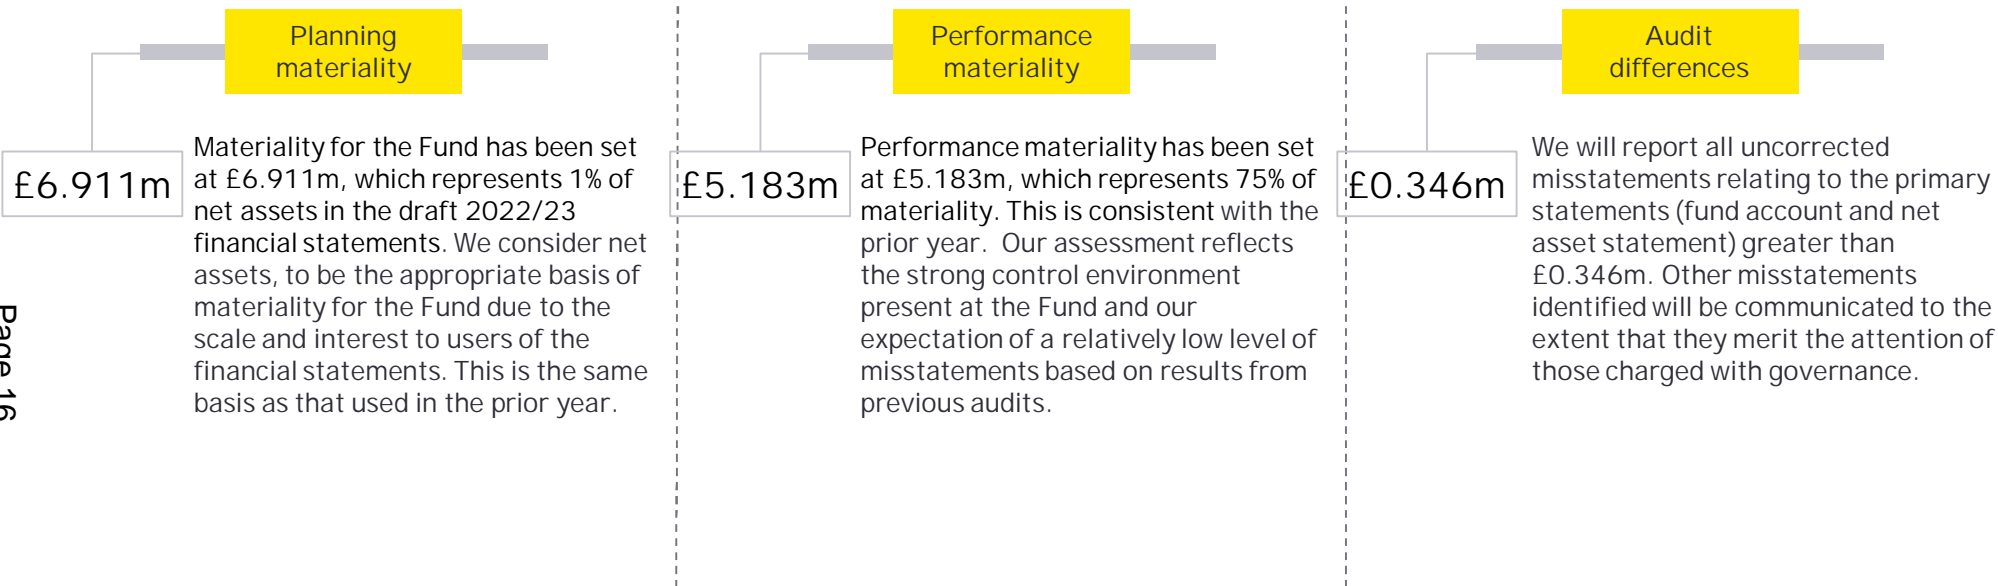 Planning
materiality
£6.911m
Materiality for the Fund has been set
at £6.911m, which represents 1% of
net assets in the draft 2022/23
financial statements. We consider net
assets, to be the appropriate basis of
materiality for the Fund due to the
scale and interest to users of the
financial statements. This is the same
basis as that used in the prior year.
Performance
materiality
£5.183m
Performance materiality has been set
at £5.183m, which represents 75% of
materiality. This is consistent with the
prior year. Our assessment reflects
the strong control environment
present at the Fund and our
expectation of a relatively low level of
misstatements based on results from
previous audits.
Audit
differences
£0.346m
We will report all uncorrected
misstatements relating to the primary
statements (fund account and net
asset statement) greater than
£0.346m. Other misstatements
identified will be communicated to the
extent that they merit the attention of
those charged with governance.
Page 16